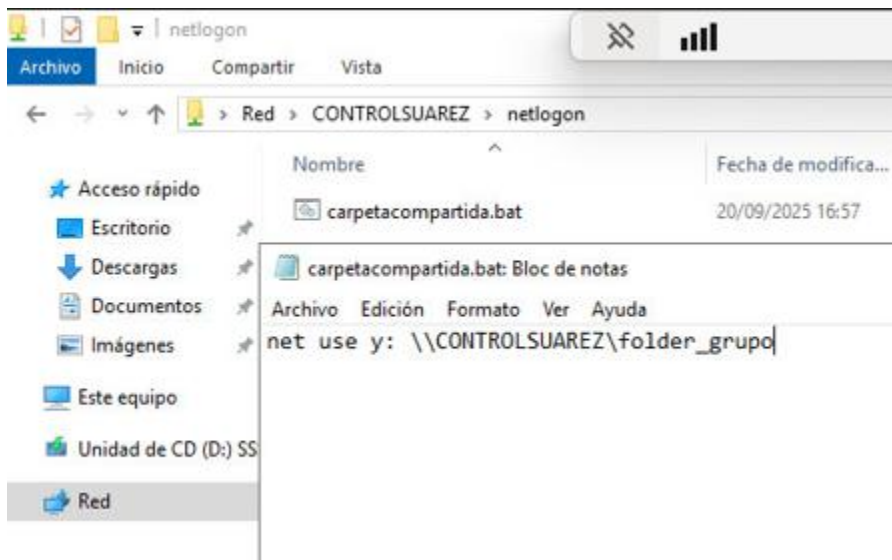 netlogon
Archivo Inicio Compartir Vista
Red > CONTROLSUAREZ > netlogon
Nombre Fecha de modifica...
Acceso rápido
carpetacompartida.bat 20/09/2025 16:57
Escritorio
Descargas
carpetacompartida.bat: Bloc de notas
Documentos
Archivo Edición Formato Ver Ayuda
Imágenes
net use y: \\CONTROLSUAREZ\folder_grupo
Este equipo
Unidad de CD (D:) SS
Red